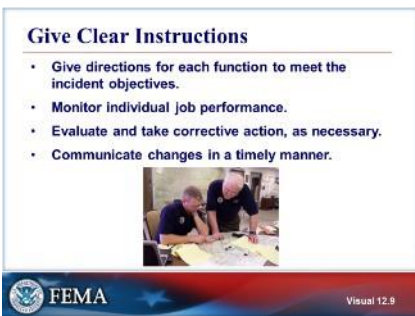 Give Clear Instructions
• Give directions for each function to meet the
incident objectives.
• Monitor individual job performance.
• Evaluate and take corrective action, as necessary.
• Communicate changes in a timely manner.
FEMA
Visual 12.9